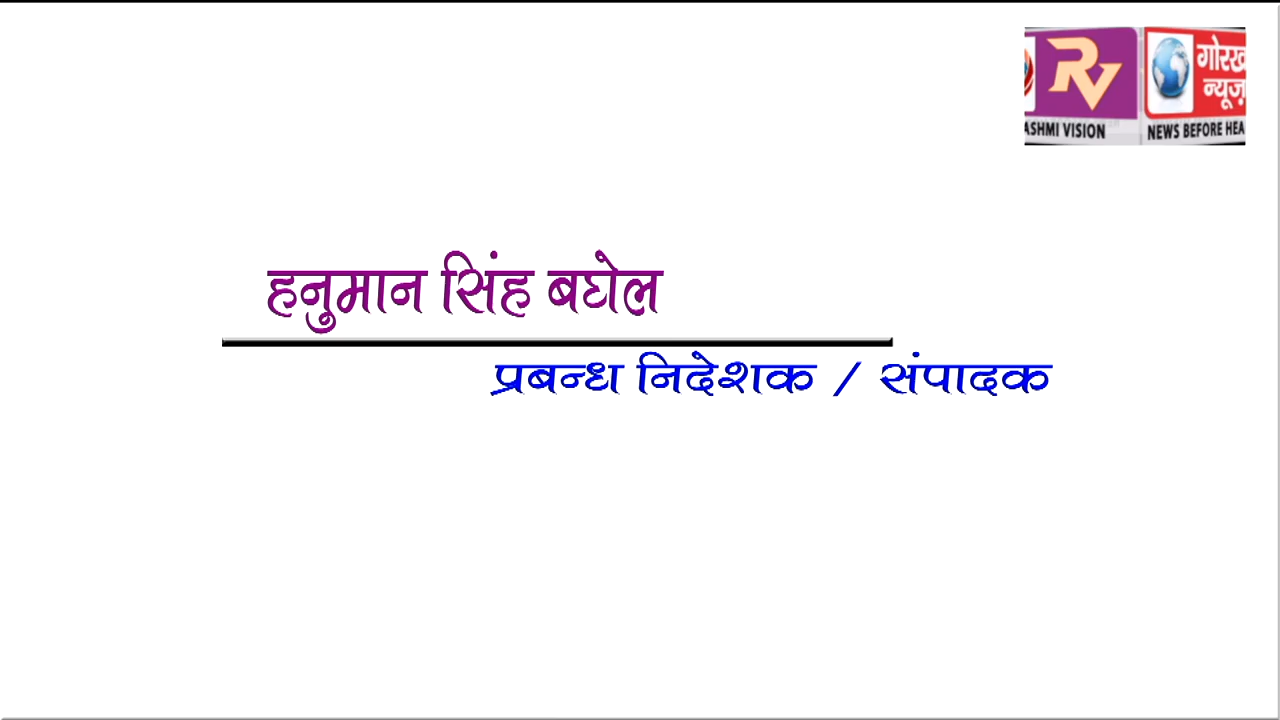 RV
गोरख
न्यूज़
ASHMI VISION
NEWS BEFORE HEA
हनुमान सिंह बघेल
प्रबन्ध निदेशक / संपादक